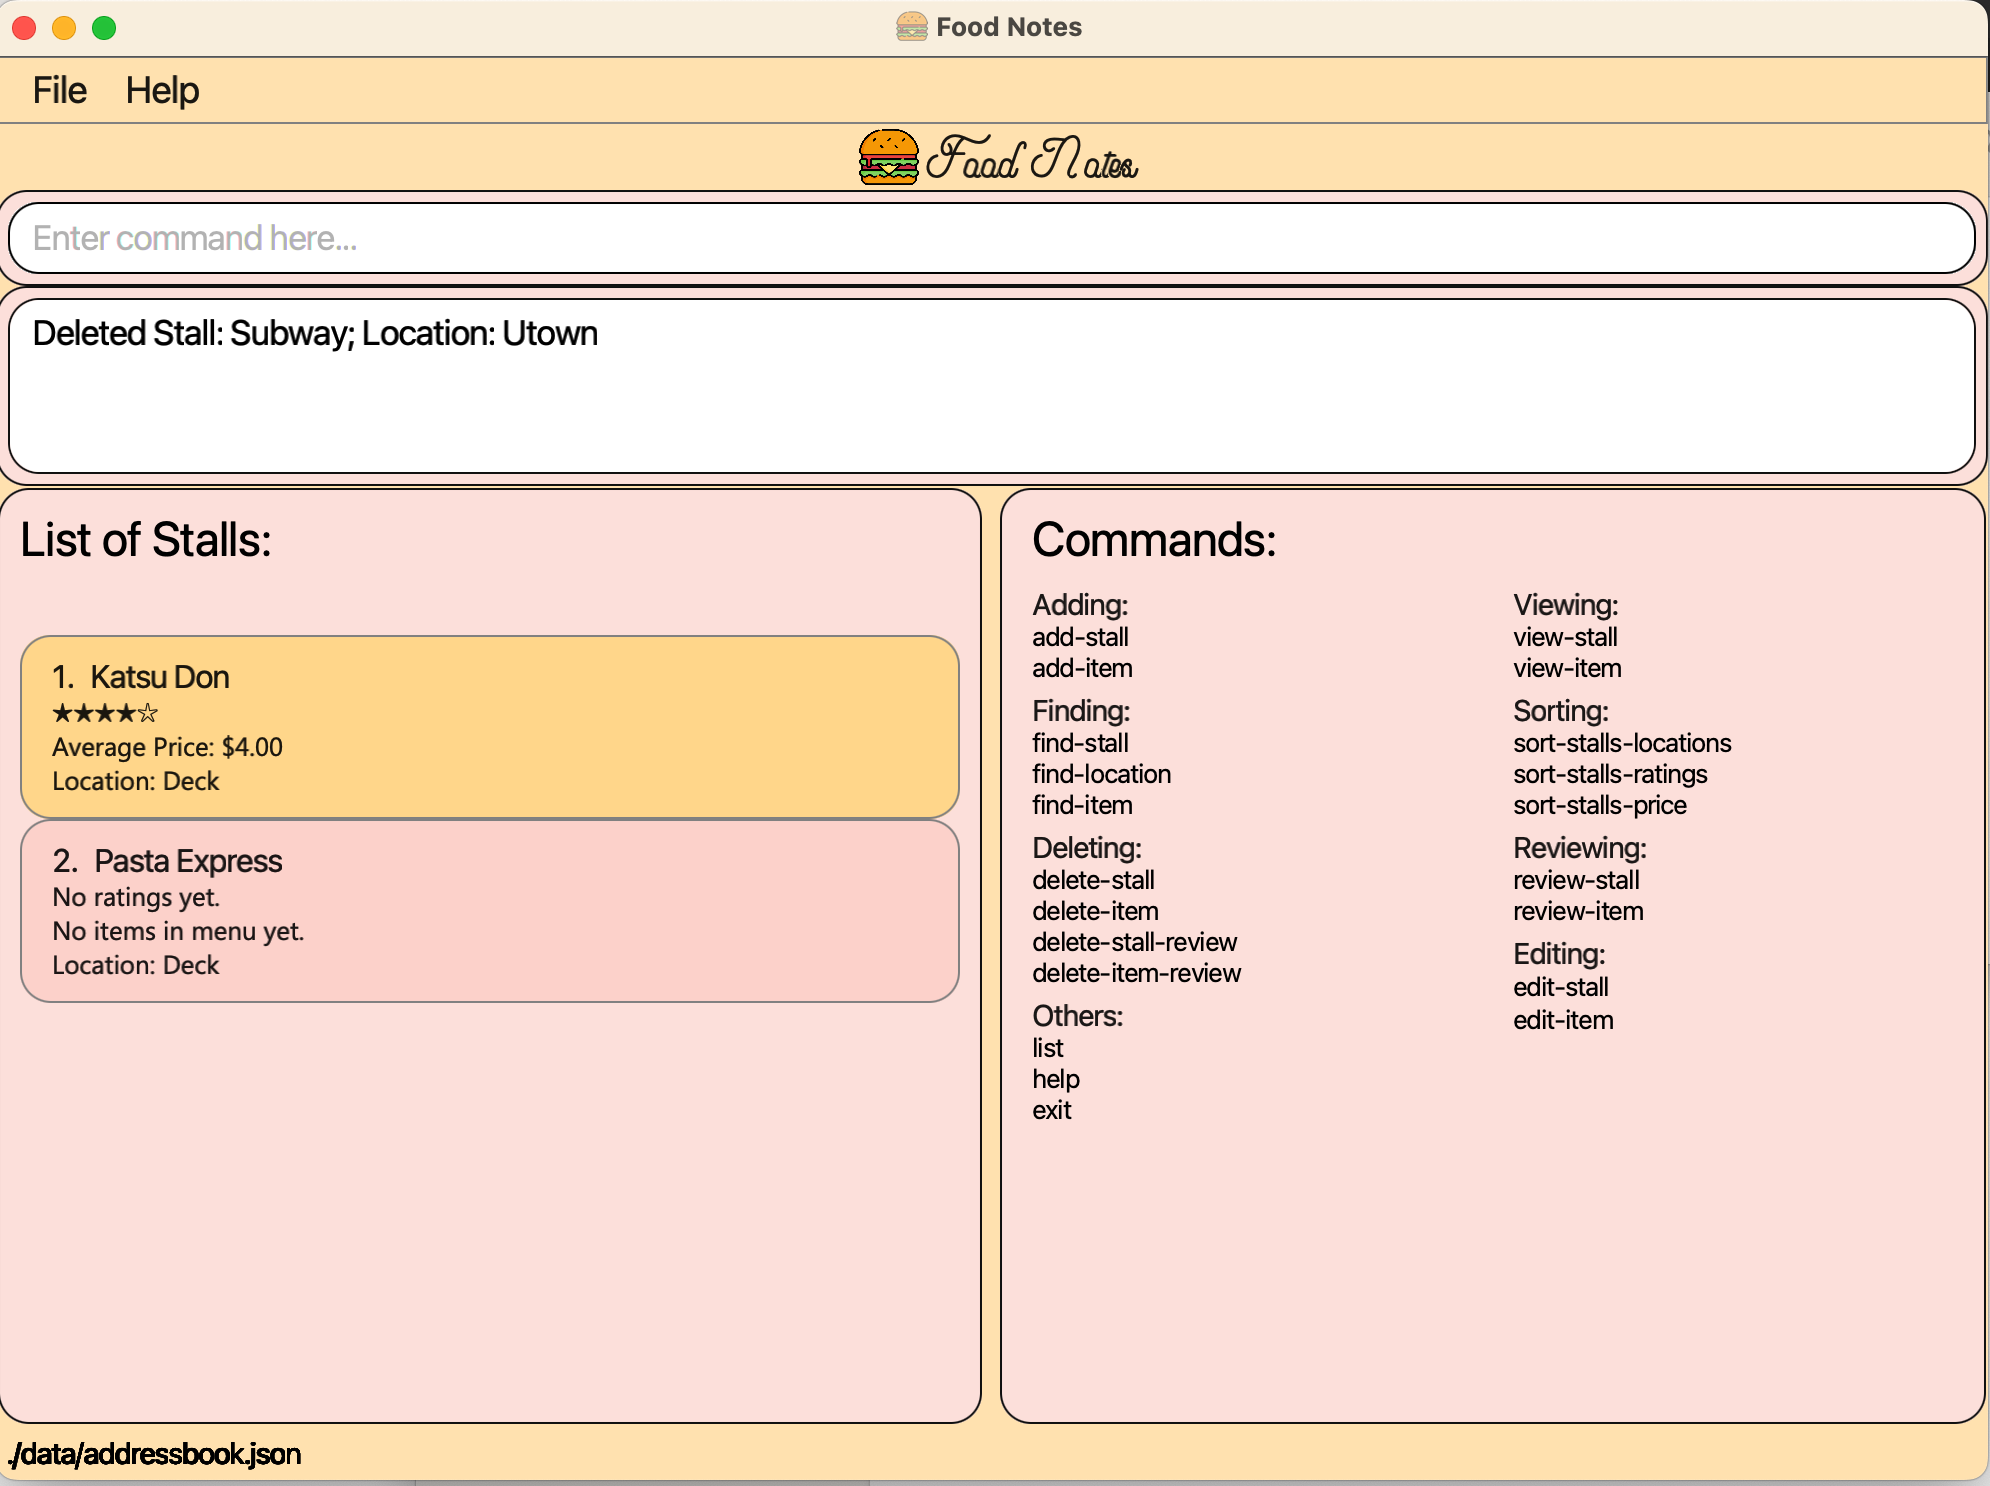 Food Notes
File Help
Food Notes
Enter command here...
Deleted Stall: Subway; Location: Utown
List of Stalls:
1. Katsu Don
★★★★☆
Average Price: $4.00
Location: Deck
2. Pasta Express
No ratings yet.
No items in menu yet.
Location: Deck
Commands:
Adding:
add-stall
add-item
Finding:
find-stall
find-location
find-item
Deleting:
delete-stall
delete-item
delete-stall-review
delete-item-review
Others:
list
help
exit
Viewing:
view-stall
view-item
Sorting:
sort-stalls-locations
sort-stalls-ratings
sort-stalls-price
Reviewing:
review-stall
review-item
Editing:
edit-stall
edit-item
./data/addressbook.json